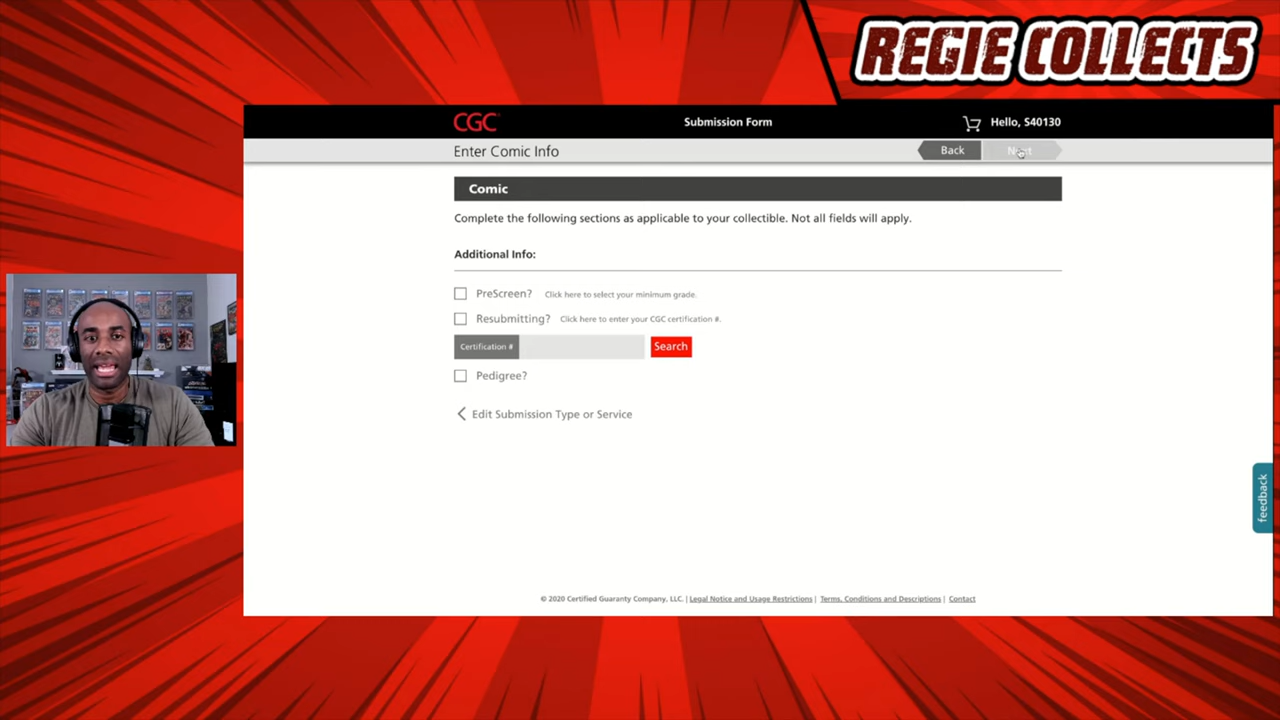 REGIE COLLECTS
CGC
Submission Form
Hello, S40130
Enter Comic Info
Back
Next
Comic
Complete the following sections as applicable to your collectible. Not all fields will apply.
Additional Info:
PreScreen? Click here to select your minimum grade.
Resubmitting? Click here to enter your CGC certification #.
Certification # Search
Pedigree?
Edit Submission Type or Service
feedback
© 2020 Certified Guaranty Company, LLC. | Legal Notice and Usage Restrictions | Terms, Conditions and Descriptions | Contact